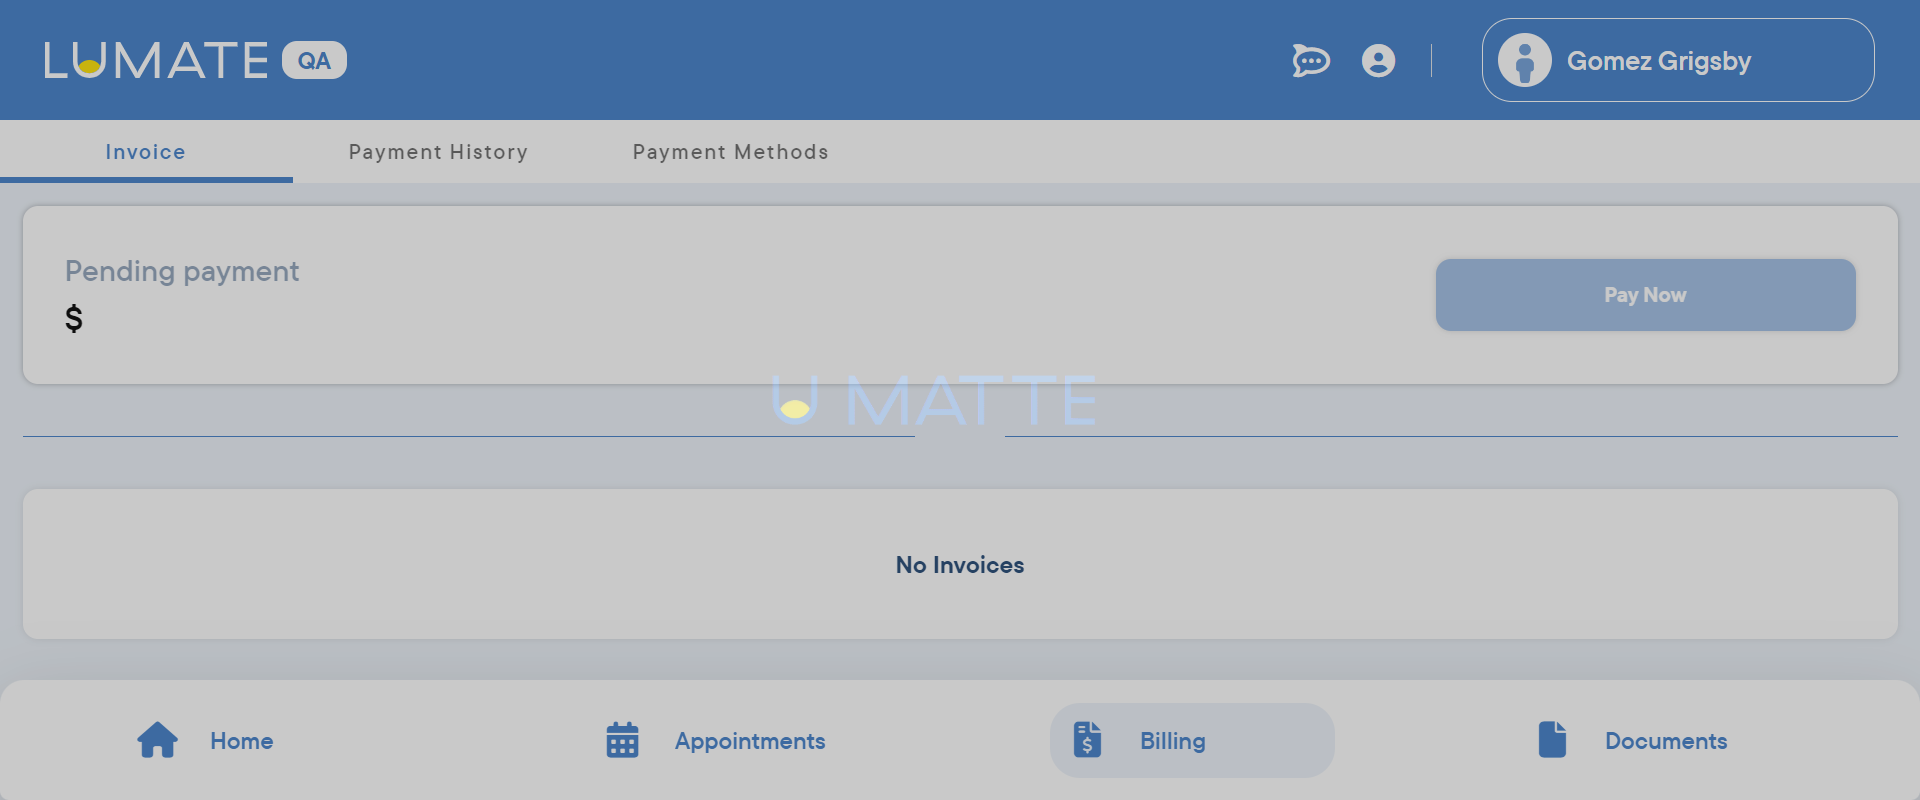 LUMATE QA
Gomez Grigsby
Invoice
Payment History
Payment Methods
Pending payment
$
Pay Now
U MATTE
No Invoices
Home
Appointments
Billing
Documents